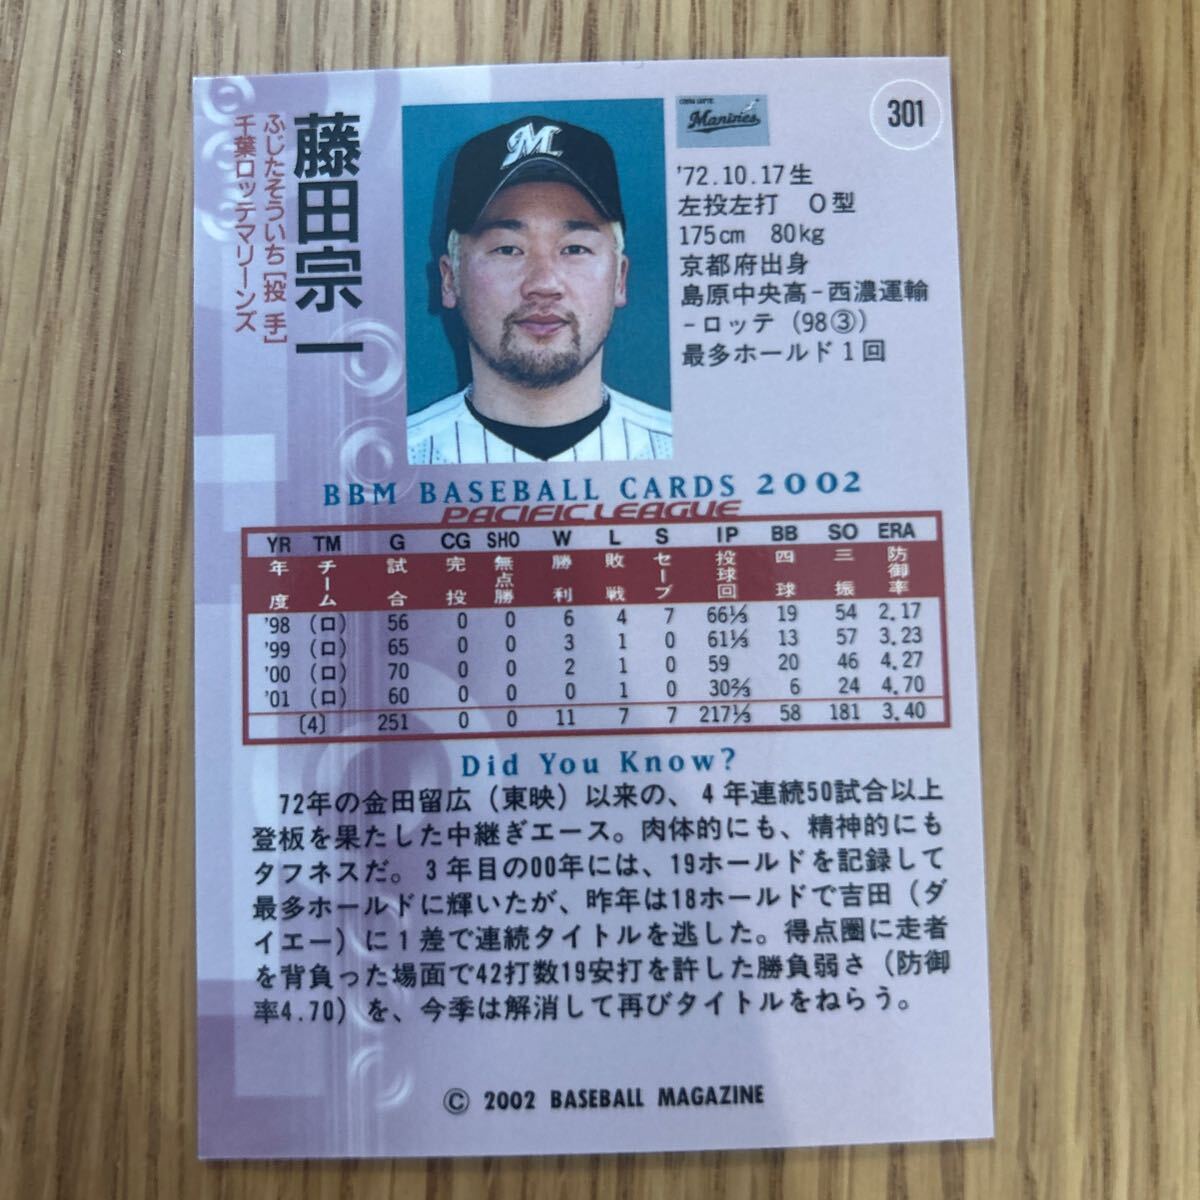 藤田宗一
ふじたそういち[投 手]
千葉ロッテマリーンズ
CHIBA LOTTE
Marines
301
'72.10.17生
左投左打 O型
175cm 80kg
京都府出身
島原中央高-西濃運輸
-ロッテ (98③)
最多ホールド1回
BBM BASEBALL CARDS 2002
PACIFIC LEAGUE
YR TM G CG SHO W L S IP BB SO ERA
年度 チーム 試合 完投 無点勝 勝利 敗戦 セーブ 投球回 四球 三振 防御率
'98 (ロ) 56 0 0 6 4 7 66⅓ 19 54 2.17
'99 (ロ) 65 0 0 3 1 0 61⅓ 13 57 3.23
'00 (ロ) 70 0 0 2 1 0 59 20 46 4.27
'01 (ロ) 60 0 0 0 1 0 30⅔ 6 24 4.70
〔4〕 251 0 0 11 7 7 217⅓ 58 181 3.40
Did You Know?
72年の金田留広（東映）以来の、4年連続50試合以上
登板を果たした中継ぎエース。肉体的にも、精神的にも
タフネスだ。3年目の00年には、19ホールドを記録して
最多ホールドに輝いたが、昨年は18ホールドで吉田（ダ
イエー）に1差で連続タイトルを逃した。得点圏に走者
を背負った場面で42打数19安打を許した勝負弱さ（防御
率4.70）を、今季は解消して再びタイトルをねらう。
© 2002 BASEBALL MAGAZINE